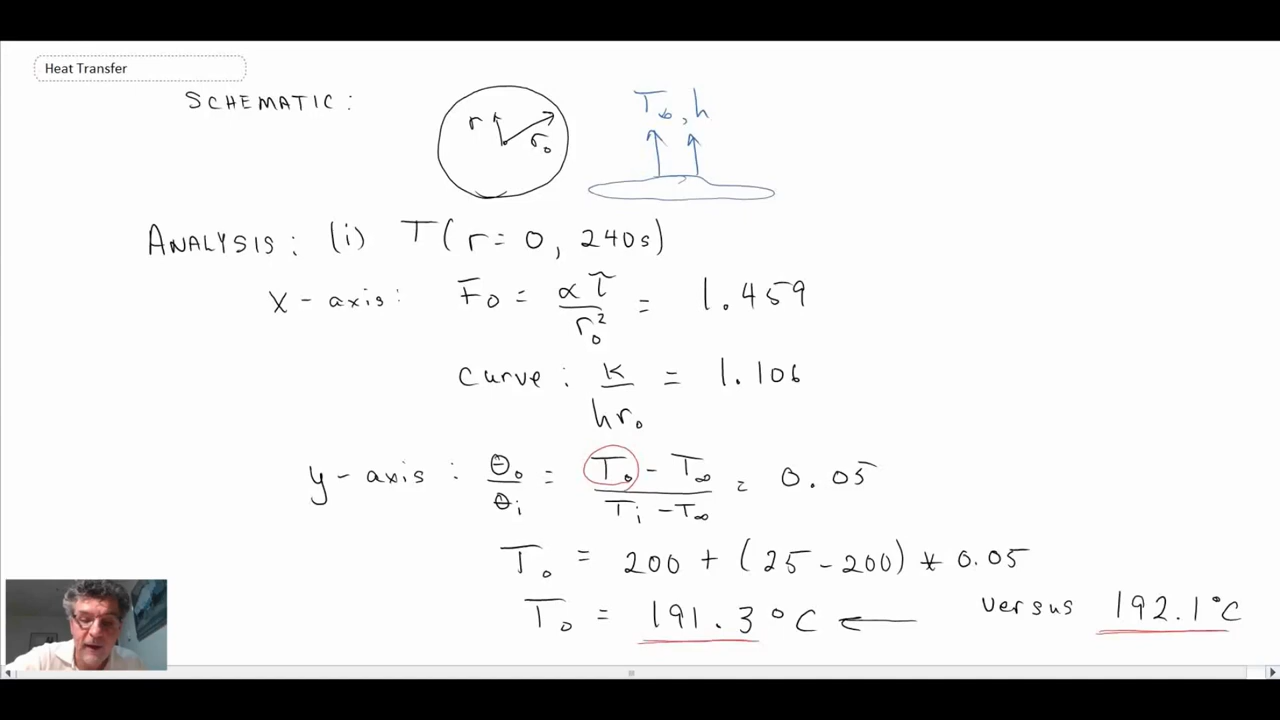 Heat Transfer
SCHEMATIC:
r r₀ T∞, h
ANALYSIS: (i) T(r=0, 240s)
x-axis: Fo = ατ/r₀² = 1.459
curve: k/hr₀ = 1.106
y-axis: θ₀/θi = T₀ - T∞/Ti - T∞ = 0.05
T₀ = 200 + (25 - 200) * 0.05
T₀ = 191.3°C ← versus 192.1°C